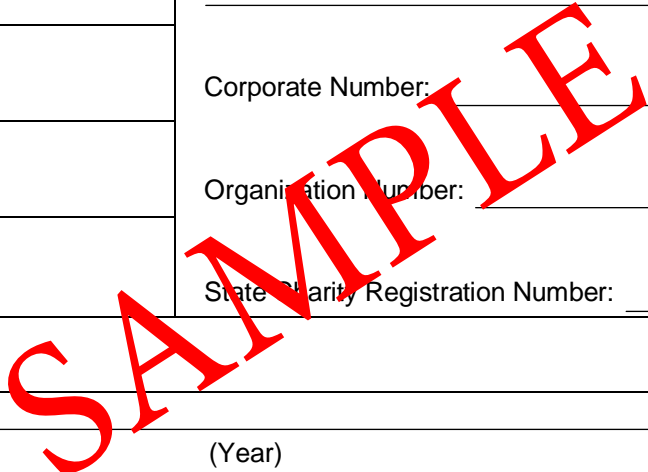 Corporate Number:
Organization Number:
State Charity Registration Number:
SAMPLE
(Year)